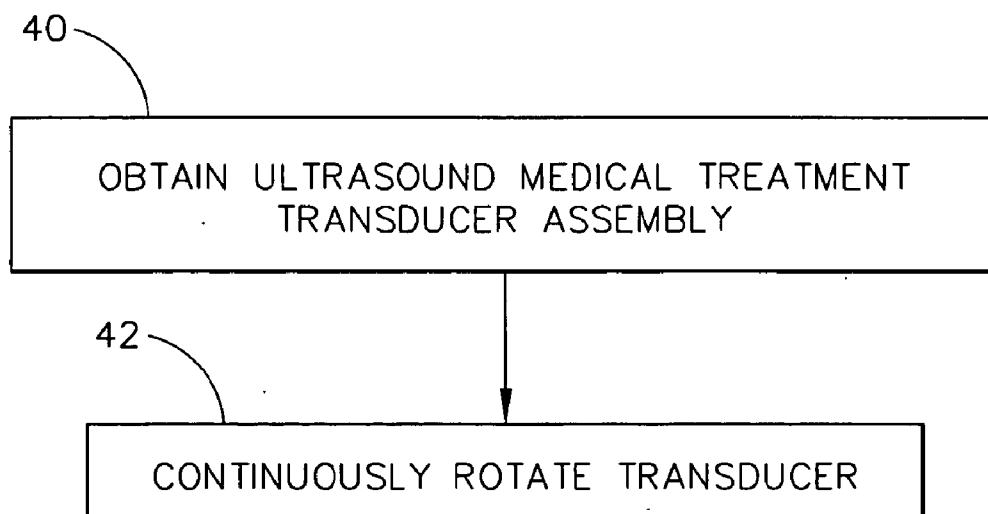 40
OBTAIN ULTRASOUND MEDICAL TREATMENT
TRANSDUCER ASSEMBLY
42
CONTINUOUSLY ROTATE TRANSDUCER